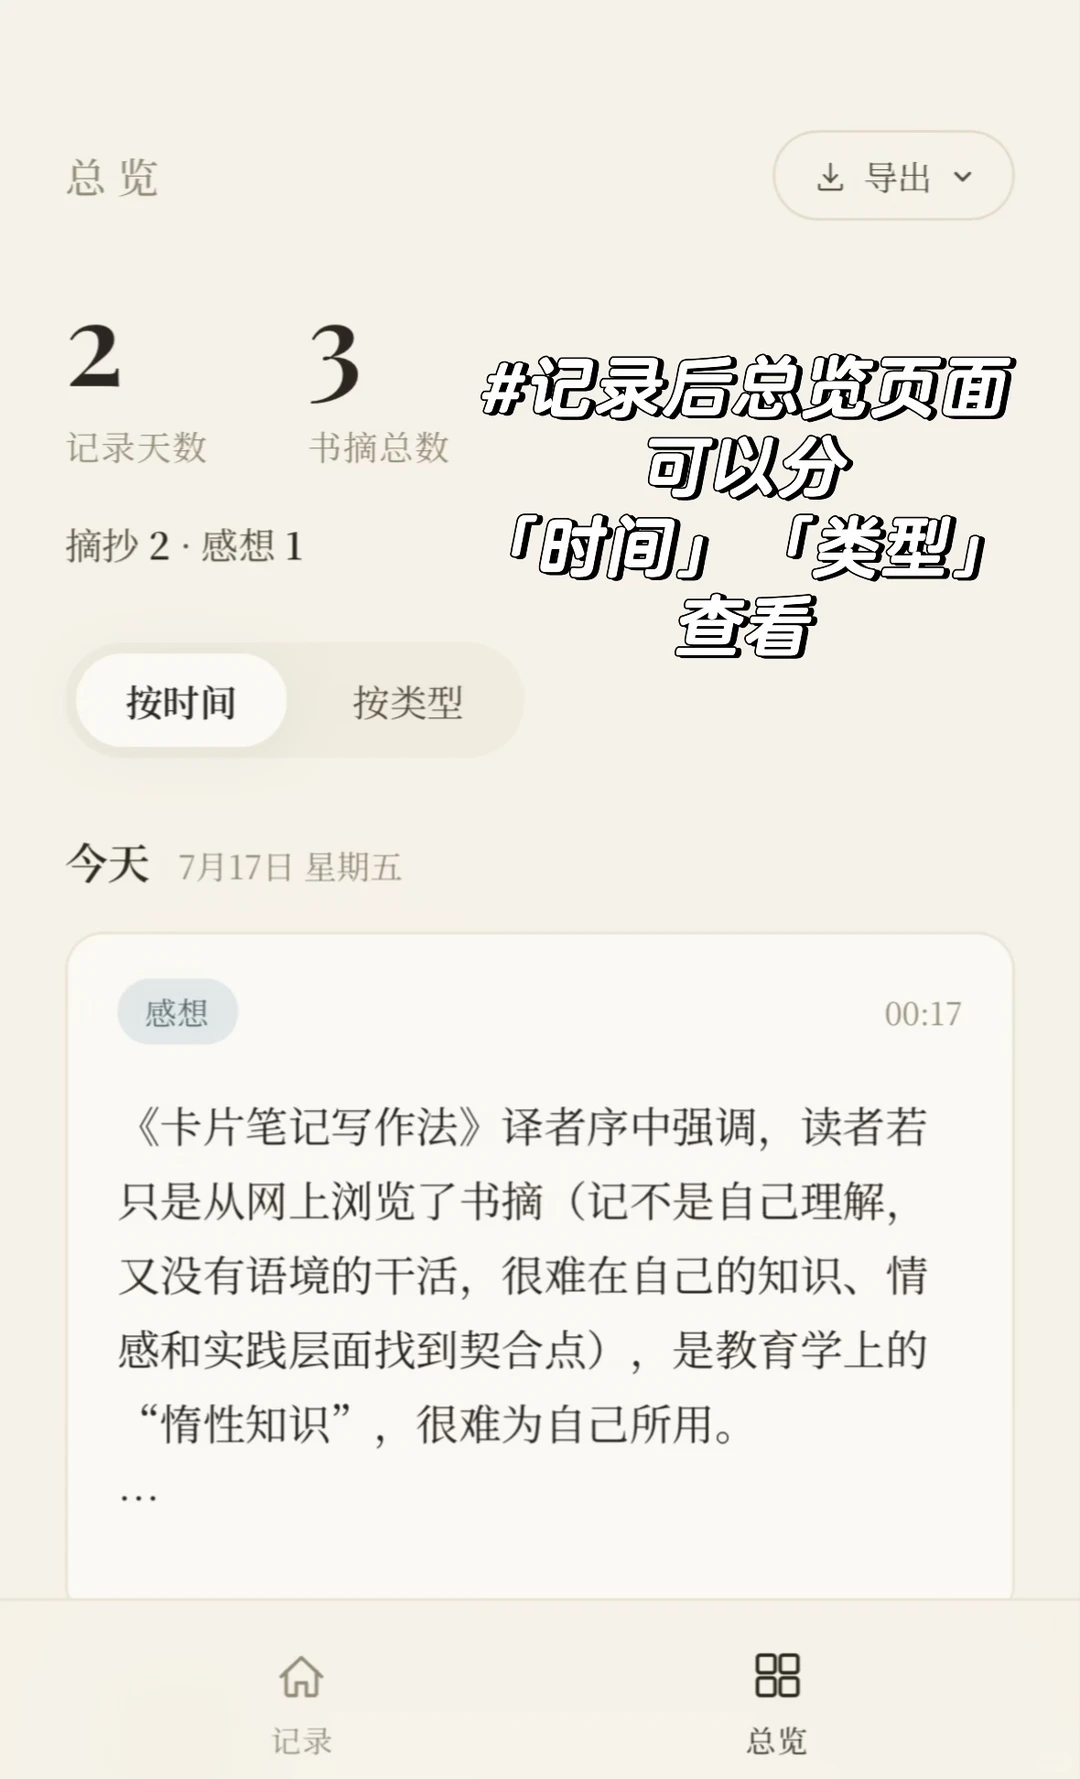 总览
导出
2
3
记录天数
书摘总数
#记录后总览页面
可以分
「时间」「类型」
查看
摘抄 2 · 感想 1
按时间
按类型
今天 7月17日 星期五
感想
00:17
《卡片笔记写作法》译者序中强调，读者若
只是从网上浏览了书摘（记不是自己理解，
又没有语境的干活，很难在自己的知识、情
感和实践层面找到契合点），是教育学上的
“惰性知识”，很难为自己所用。
…
记录
总览